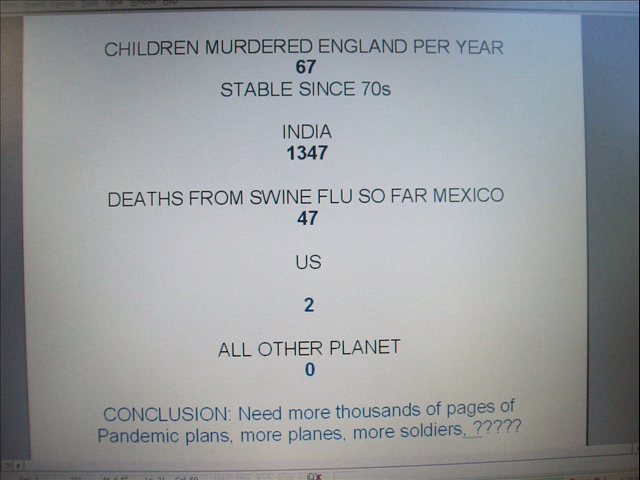 CHILDREN MURDERED ENGLAND PER YEAR
67
STABLE SINCE 70s
INDIA
1347
DEATHS FROM SWINE FLU SO FAR MEXICO
47
US
2
ALL OTHER PLANET
0
CONCLUSION: Need more thousands of pages of
Pandemic plans, more planes, more soldiers, ?????